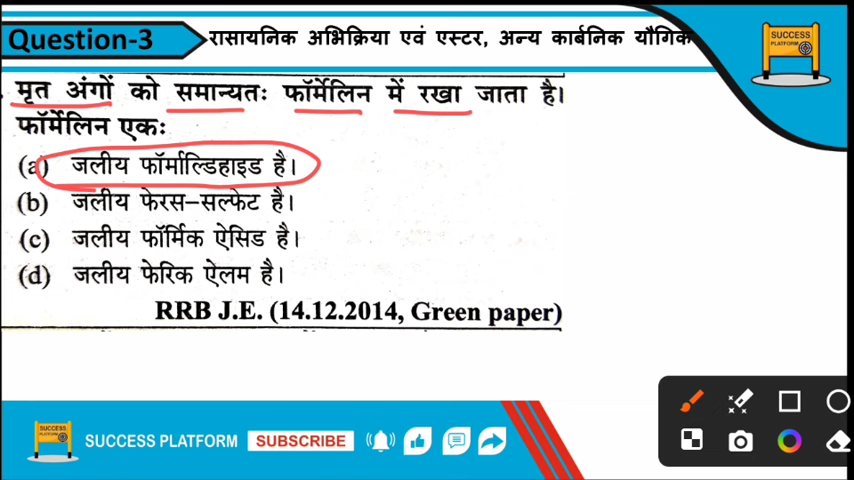 Question-3
रासायनिक अभिक्रिया एवं एस्टर, अन्य कार्बनिक यौगिक
SUCCESS
PLATFORM
मृत अंगों को समान्यतः फॉर्मेलिन में रखा जाता है।
फॉर्मेलिन एकः
(a) जलीय फॉर्माल्डिहाइड है।
(b) जलीय फेरस-सल्फेट है।
(c) जलीय फॉर्मिक ऐसिड है।
(d) जलीय फेरिक ऐलम है।
RRB J.E. (14.12.2014, Green paper)
SUCCESS
PLATFORM
SUCCESS PLATFORM SUBSCRIBE